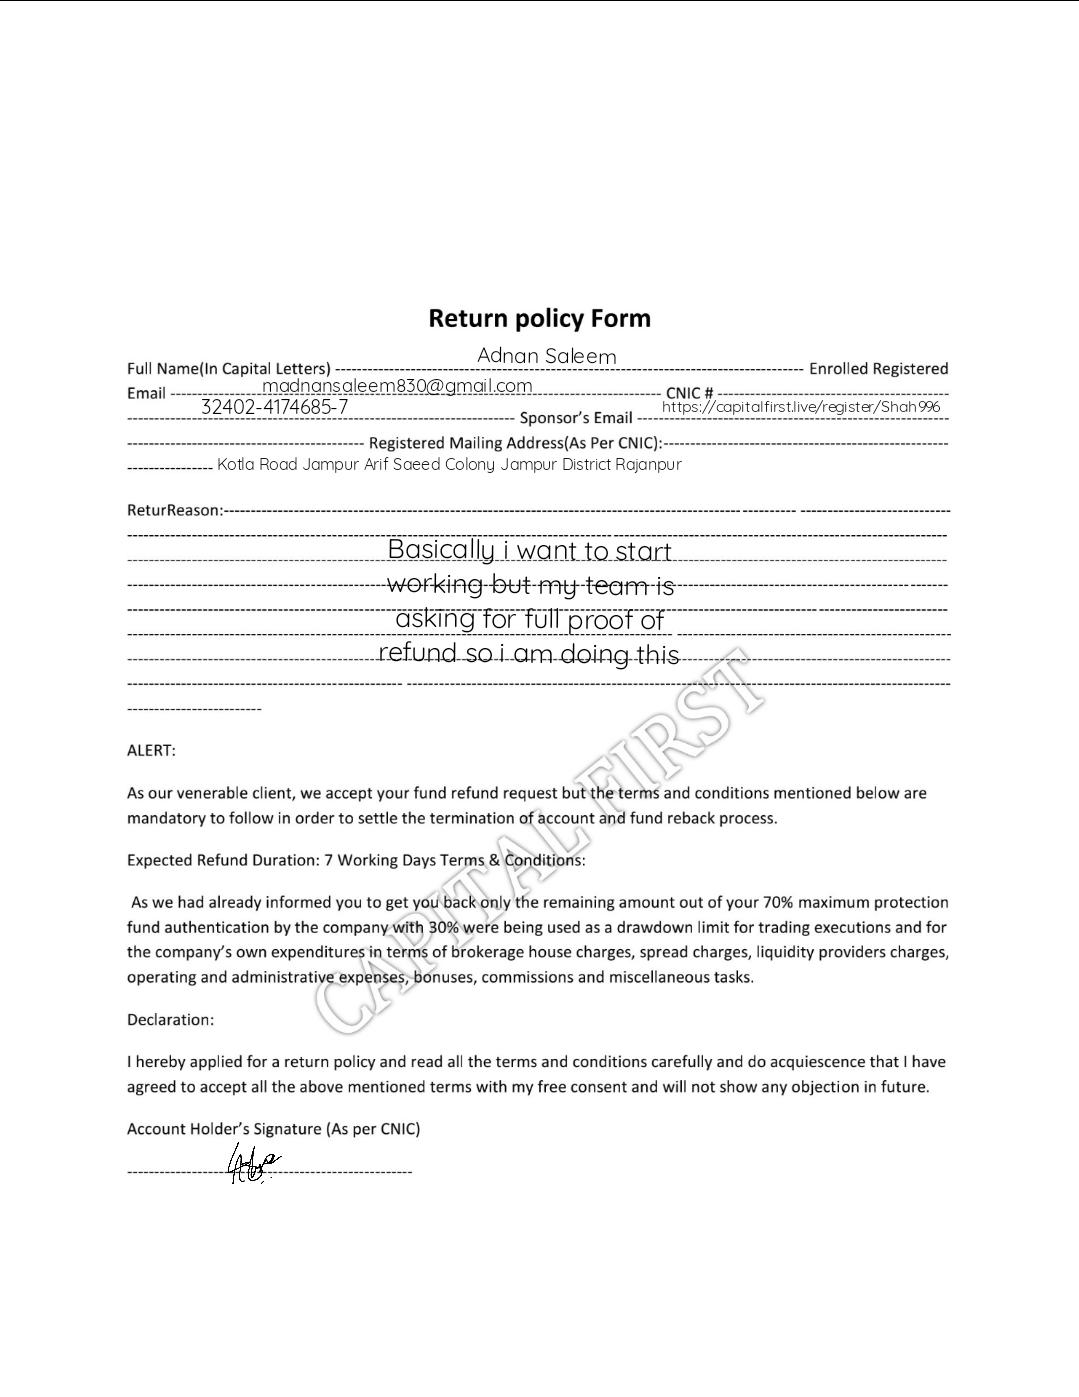 Return policy Form
Adnan Saleem
Full Name(In Capital Letters) ---------------------------------------------------------------------------------------- Enrolled Registered
madnansaleem830@gmail.com
Email -------------------------------------------------------------------------------------------- CNIC # -------------------------------------------
32402-4174685-7 https://capitalfirst.live/register/Shah996
------------------------------------------------------------------------- Sponsor's Email ----------------------------------------------------------
-------------------------------------------- Registered Mailing Address(As Per CNIC):-----------------------------------------------------
---------------- Kotla Road Jampur Arif Saeed Colony Jampur District Rajanpur
ReturReason:-----------------------------------------------------------------------------------------------------------
Basically i want to start
working but my team is
asking for full proof of
refund so i am doing this
CAPITAL FIRST
ALERT:
As our venerable client, we accept your fund refund request but the terms and conditions mentioned below are
mandatory to follow in order to settle the termination of account and fund reback process.
Expected Refund Duration: 7 Working Days Terms & Conditions:
As we had already informed you to get you back only the remaining amount out of your 70% maximum protection
fund authentication by the company with 30% were being used as a drawdown limit for trading executions and for
the company's own expenditures in terms of brokerage house charges, spread charges, liquidity providers charges,
operating and administrative expenses, bonuses, commissions and miscellaneous tasks.
Declaration:
I hereby applied for a return policy and read all the terms and conditions carefully and do acquiescence that I have
agreed to accept all the above mentioned terms with my free consent and will not show any objection in future.
Account Holder's Signature (As per CNIC)